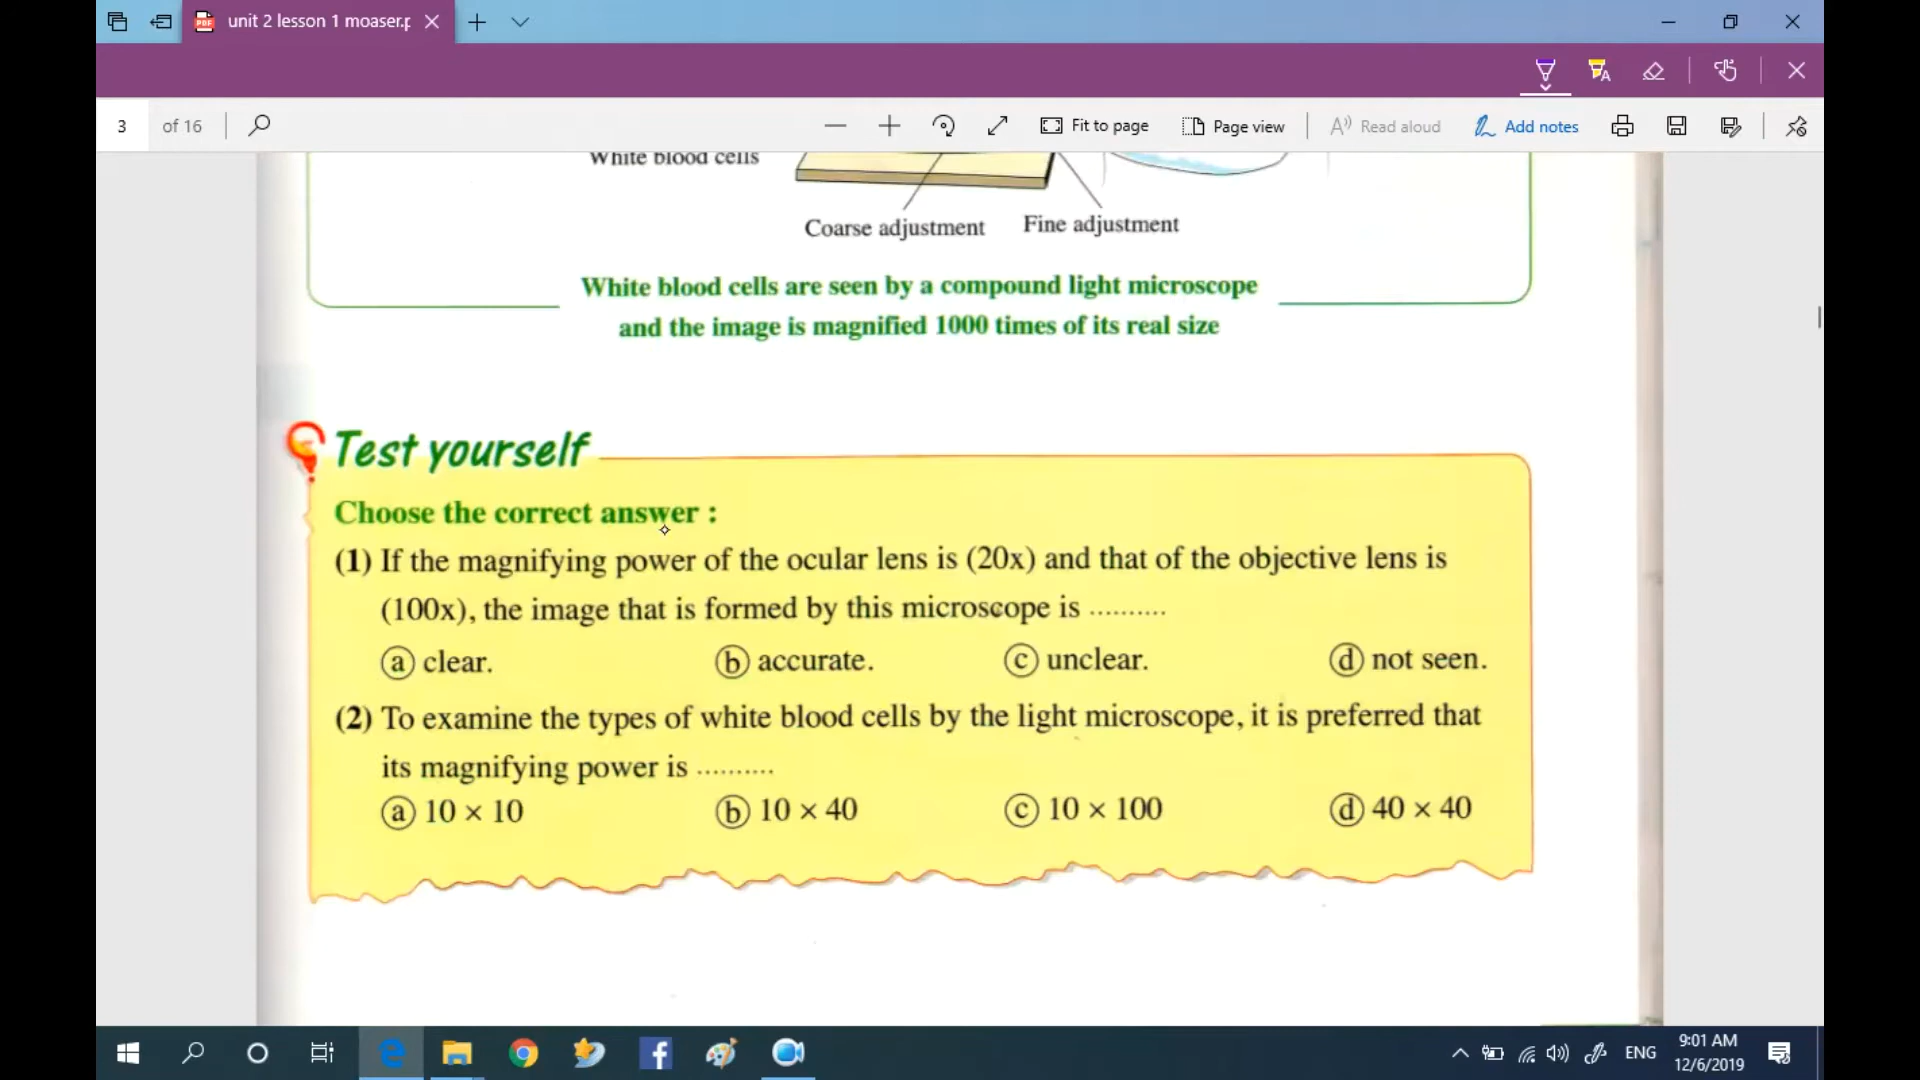 unit 2 lesson 1 moaser.p
3 of 16
Fit to page
Page view
Read aloud
Add notes
White blood cells
Coarse adjustment
Fine adjustment
White blood cells are seen by a compound light microscope
and the image is magnified 1000 times of its real size
Test yourself
Choose the correct answer :
(1) If the magnifying power of the ocular lens is (20x) and that of the objective lens is
(100x), the image that is formed by this microscope is ..........
a clear. b accurate. c unclear. d not seen.
(2) To examine the types of white blood cells by the light microscope, it is preferred that
its magnifying power is ..........
a 10 × 10 b 10 × 40 c 10 × 100 d 40 × 40
ENG
9:01 AM
12/6/2019